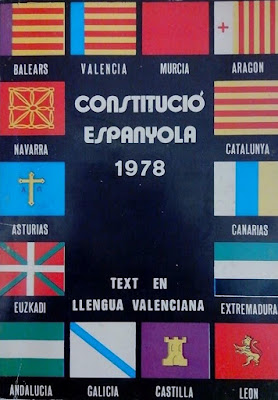 BALEARS VALENCIA MURCIA ARAGON
CONSTITUCIÓ
ESPANYOLA
1978
NAVARRA CATALUNYA
ASTURIAS CANARIAS
TEXT EN
LLENGUA VALENCIANA
EUZKADI EXTREMADURA
ANDALUCIA GALICIA CASTILLA LEON